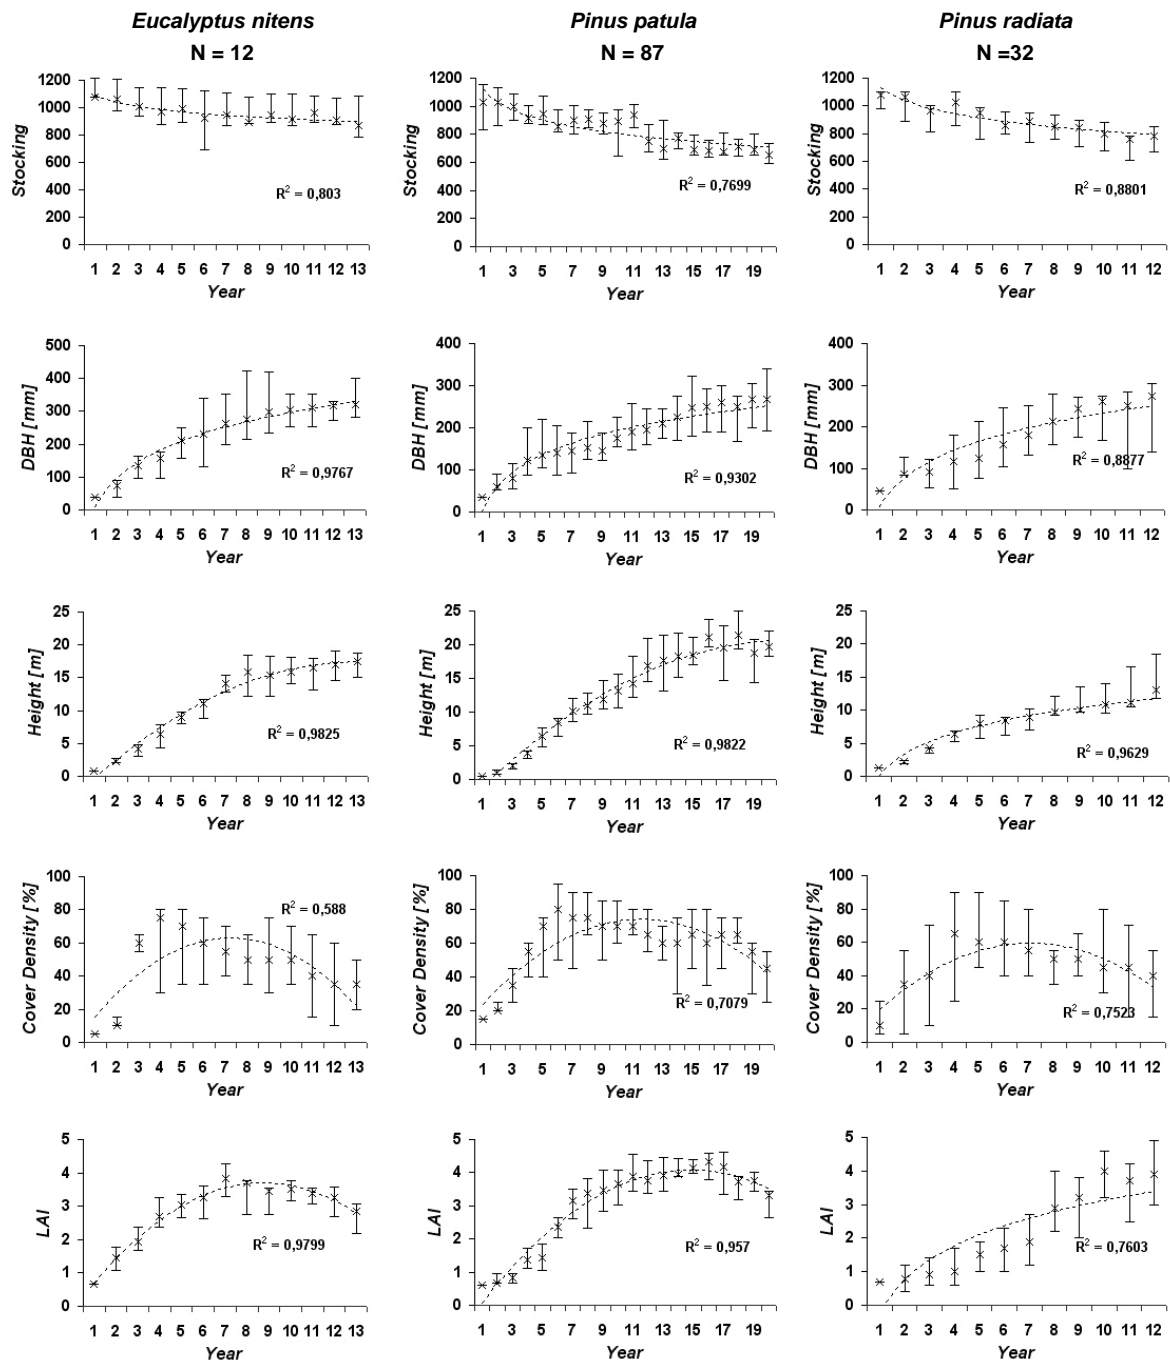 Eucalyptus nitens Pinus patula Pinus radiata
N = 12 N = 87 N =32
Stocking
1200
1000
800
600
400
200
0
R² = 0,803
1 2 3 4 5 6 7 8 9 10 11 12 13
Year
Stocking
1200
1000
800
600
400
200
0
R² = 0,7699
1 3 5 7 9 11 13 15 17 19
Year
Stocking
1200
1000
800
600
400
200
0
R² = 0,8801
1 2 3 4 5 6 7 8 9 10 11 12
Year
DBH [mm]
500
400
300
200
100
0
R² = 0,9767
1 2 3 4 5 6 7 8 9 10 11 12 13
Year
DBH [mm]
400
300
200
100
0
R² = 0,9302
1 3 5 7 9 11 13 15 17 19
Year
DBH [mm]
400
300
200
100
0
R² = 0,8877
1 2 3 4 5 6 7 8 9 10 11 12
Year
Height [m]
25
20
15
10
5
0
R² = 0,9825
1 2 3 4 5 6 7 8 9 10 11 12 13
Year
Height [m]
25
20
15
10
5
0
R² = 0,9822
1 3 5 7 9 11 13 15 17 19
Year
Height [m]
25
20
15
10
5
0
R² = 0,9629
1 2 3 4 5 6 7 8 9 10 11 12
Year
Cover Density [%]
100
80
60
40
20
0
R² = 0,588
1 2 3 4 5 6 7 8 9 10 11 12 13
Year
Cover Density [%]
100
80
60
40
20
0
R² = 0,7079
1 3 5 7 9 11 13 15 17 19
Year
Cover Density [%]
100
80
60
40
20
0
R² = 0,7523
1 2 3 4 5 6 7 8 9 10 11 12
Year
LAI
5
4
3
2
1
0
R² = 0,9799
1 2 3 4 5 6 7 8 9 10 11 12 13
Year
LAI
5
4
3
2
1
0
R² = 0,957
1 3 5 7 9 11 13 15 17 19
Year
LAI
5
4
3
2
1
0
R² = 0,7603
1 2 3 4 5 6 7 8 9 10 11 12
Year